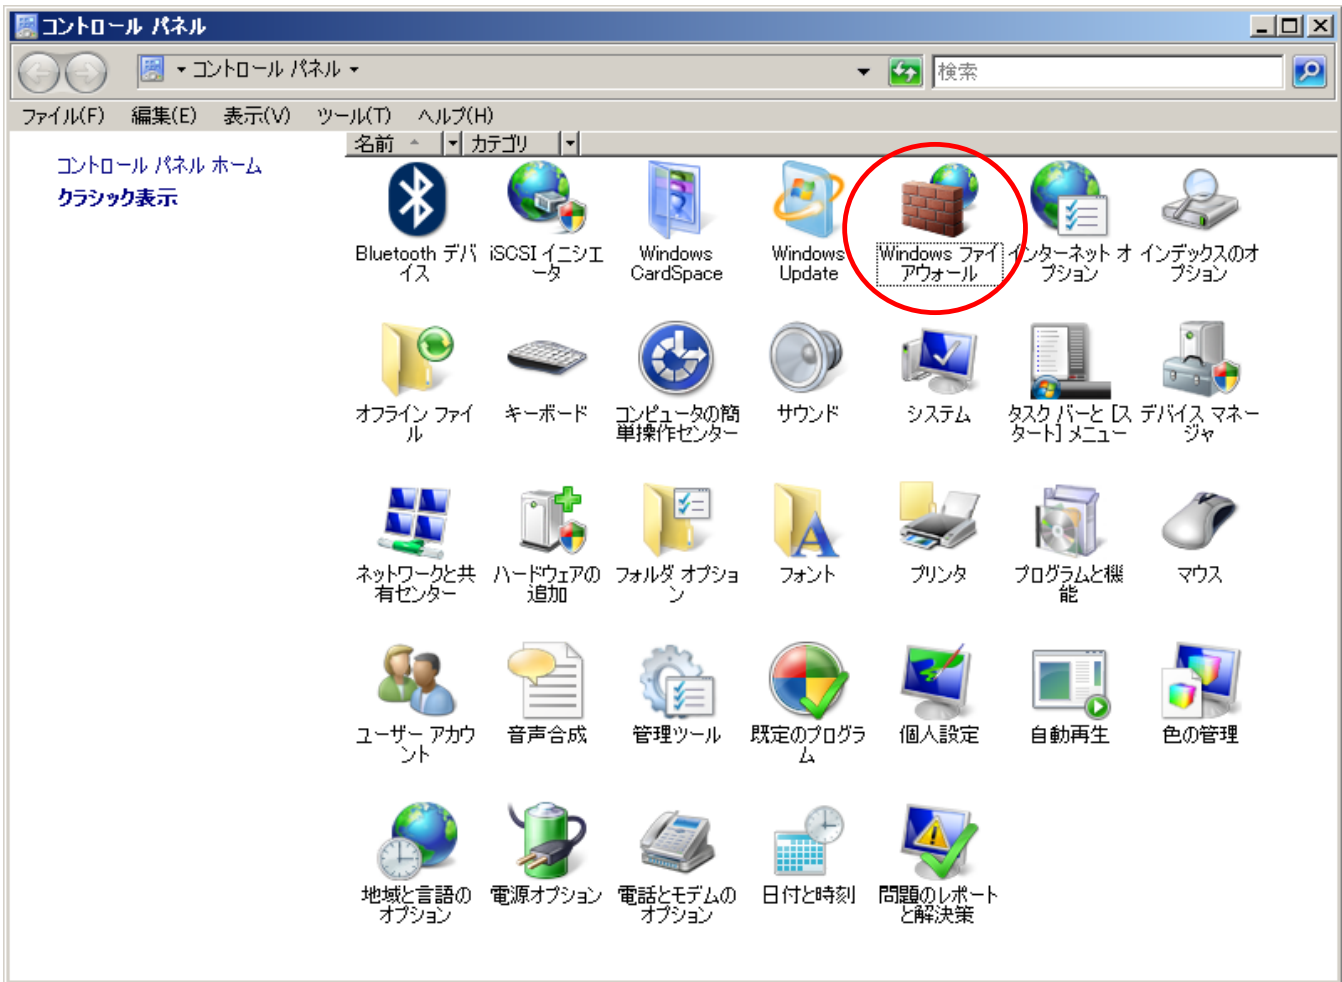 コントロール パネル
コントロール パネル
検索
ファイル(F) 編集(E) 表示(V) ツール(T) ヘルプ(H)
コントロール パネル ホーム
クラシック表示
名前 カテゴリ
Bluetooth デバ
イス
iSCSI イニシエ
ータ
Windows
CardSpace
Windows
Update
Windows ファイ
アウォール
インターネット オ
プション
インデックスのオ
プション
オフライン ファイ
ル
キーボード
コンピュータの簡
単操作センター
サウンド
システム
タスク バーと [ス
タート] メニュー
デバイス マネー
ジャ
ネットワークと共
有センター
ハードウェアの
追加
フォルダ オプショ
ン
フォント
プリンタ
プログラムと機
能
マウス
ユーザー アカウ
ント
音声合成
管理ツール
既定のプログラ
ム
個人設定
自動再生
色の管理
地域と言語の
オプション
電源オプション
電話とモデムの
オプション
日付と時刻
問題のレポート
と解決策